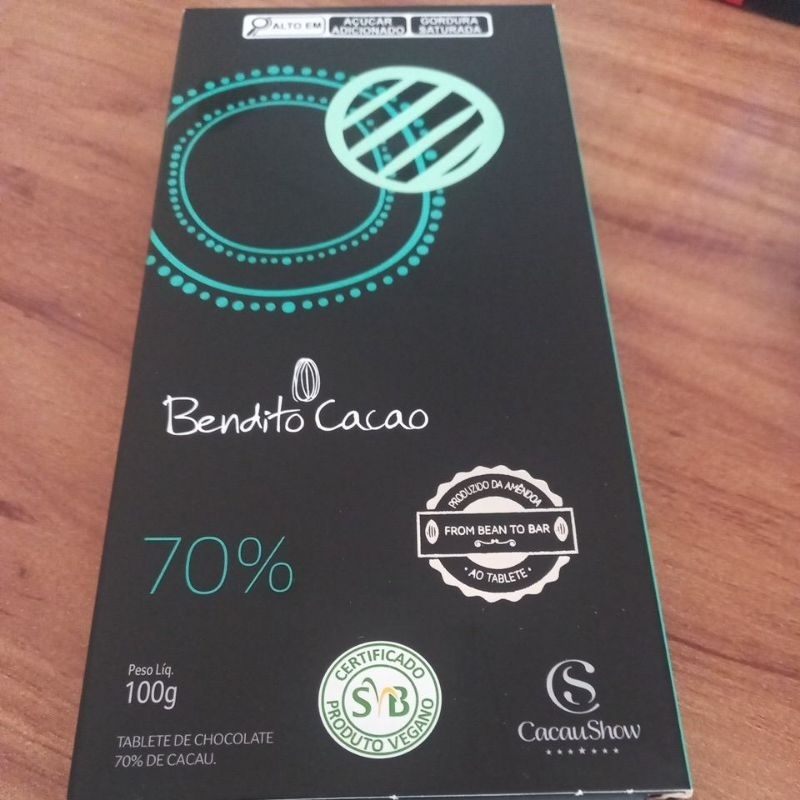 ALTO EM
AÇÚCAR ADICIONADO
GORDURA SATURADA
Bendito Cacao
PRODUZIDO DA AMÊNDOA
FROM BEAN TO BAR
• AO TABLETE •
70%
Peso Líq.
100g
TABLETE DE CHOCOLATE
70% DE CACAU.
CERTIFICADO
SVB
PRODUTO VEGANO
CS
CacauShow